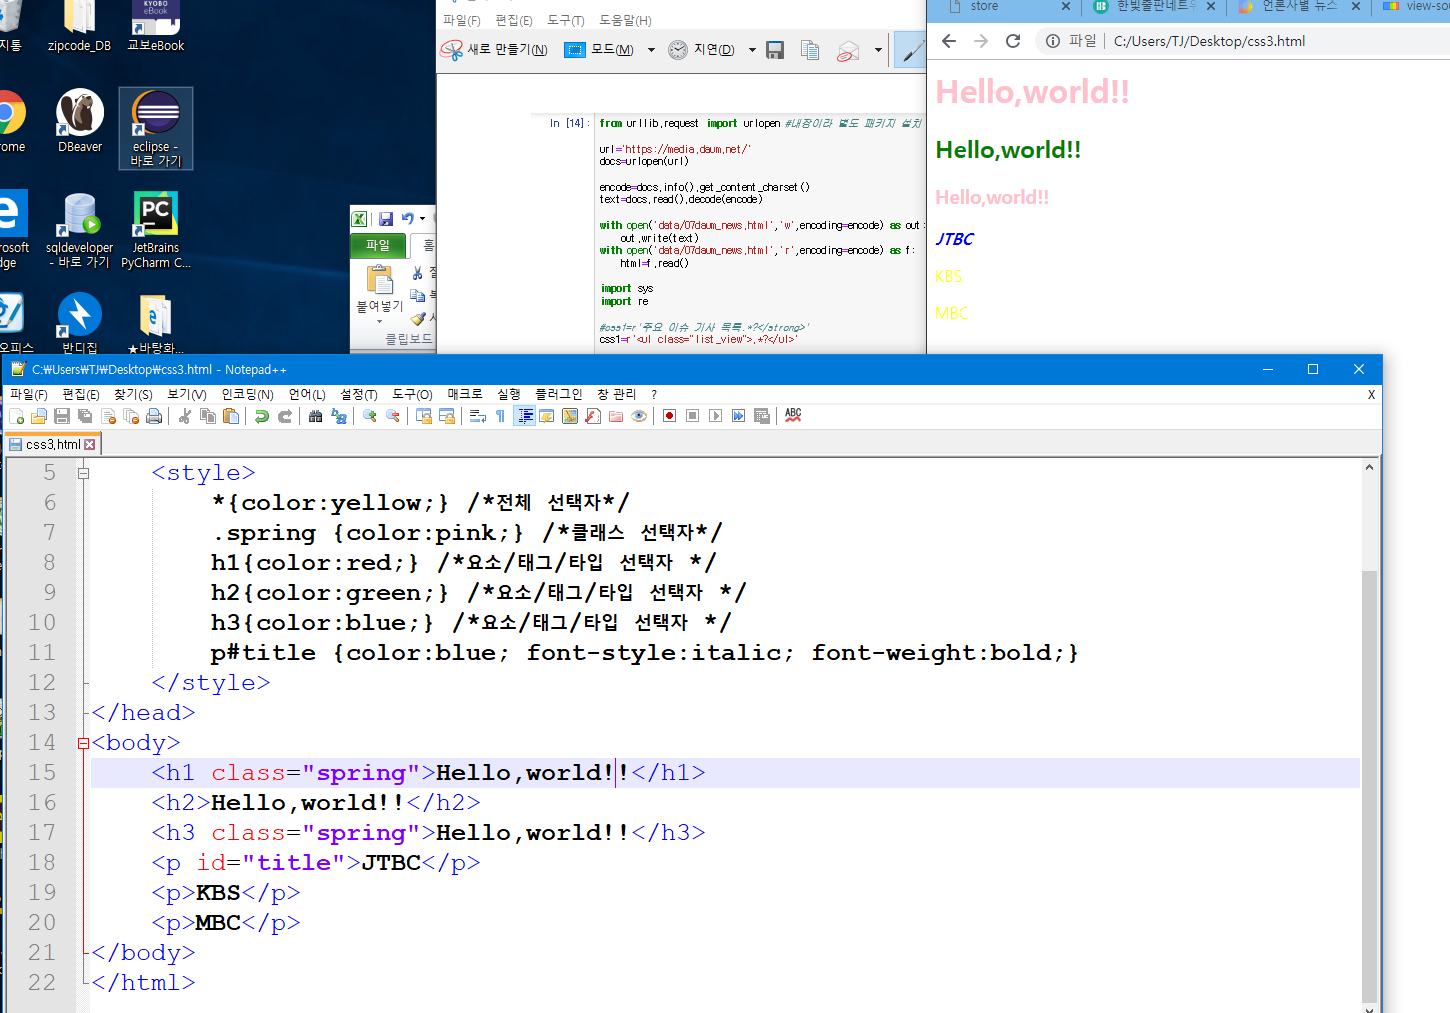 지통
zipcode_DB
KYOBO
eBook
교보eBook
ome
DBeaver
eclipse -
바로 가기
rosoft
dge
sqldeveloper
- 바로 가기
PC
JetBrains
PyCharm C...
오피스
반디집
★바탕화...
파일
홈
붙여넣기
클립보드
파일(F) 편집(E) 도구(T) 도움말(H)
새로 만들기(N) 모드(M) 지연(D)
In [14]: from urllib.request import urlopen #내장이라 별도 패키지 설치
url='https://media.daum.net/'
docs=urlopen(url)
encode=docs.info().get_content_charset()
text=docs.read().decode(encode)
with open('data/07daum_news.html','w',encoding=encode) as out:
out.write(text)
with open('data/07daum_news.html','r',encoding=encode) as f:
html=f.read()
import sys
import re
#css1=r'주요 이슈 기사 목록.*?</strong>'
css1=r'<ul class="list_view">.*?</ul>'
store
한빛출판네트워
언론사별 뉴스
view-sou
파일 | C:/Users/TJ/Desktop/css3.html
Hello,world!!
Hello,world!!
Hello,world!!
JTBC
KBS
MBC
C:₩Users₩TJ₩Desktop₩css3.html - Notepad++
파일(F) 편집(E) 찾기(S) 보기(V) 인코딩(N) 언어(L) 설정(T) 도구(O) 매크로 실행 플러그인 창 관리 ? X
ABC
css3.html
5 <style>
6 *{color:yellow;} /*전체 선택자*/
7 .spring {color:pink;} /*클래스 선택자*/
8 h1{color:red;} /*요소/태그/타입 선택자 */
9 h2{color:green;} /*요소/태그/타입 선택자 */
10 h3{color:blue;} /*요소/태그/타입 선택자 */
11 p#title {color:blue; font-style:italic; font-weight:bold;}
12 </style>
13 </head>
14 <body>
15 <h1 class="spring">Hello,world!!</h1>
16 <h2>Hello,world!!</h2>
17 <h3 class="spring">Hello,world!!</h3>
18 <p id="title">JTBC</p>
19 <p>KBS</p>
20 <p>MBC</p>
21 </body>
22 </html>